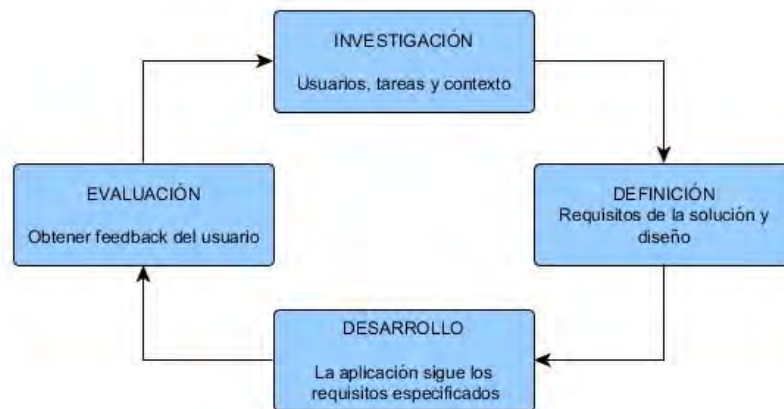 INVESTIGACIÓN
Usuarios, tareas y contexto
EVALUACIÓN
Obtener feedback del usuario
DEFINICIÓN
Requisitos de la solución y
diseño
DESARROLLO
La aplicación sigue los
requisitos especificados